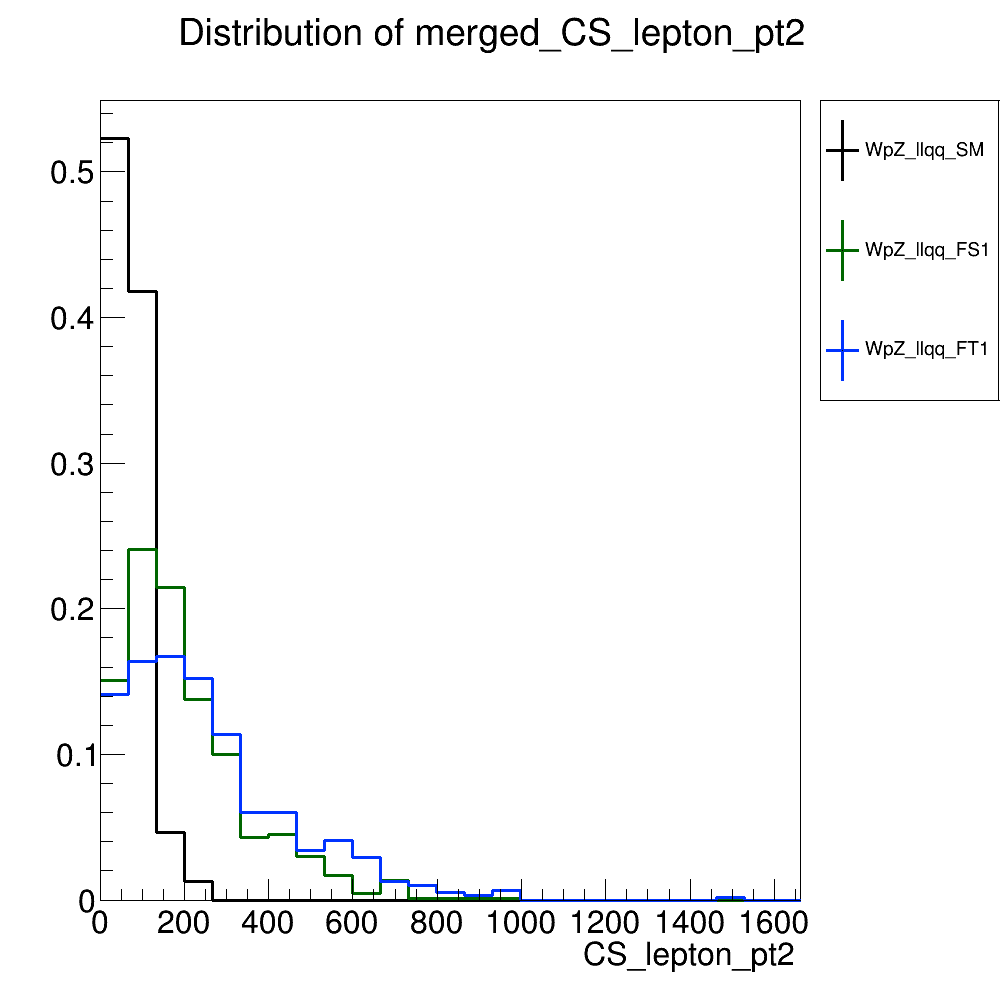 Distribution of merged_CS_lepton_pt2
WpZ_llqq_SM
WpZ_llqq_FS1
WpZ_llqq_FT1
0.5
0.4
0.3
0.2
0.1
0
0 200 400 600 800 1000 1200 1400 1600
CS_lepton_pt2